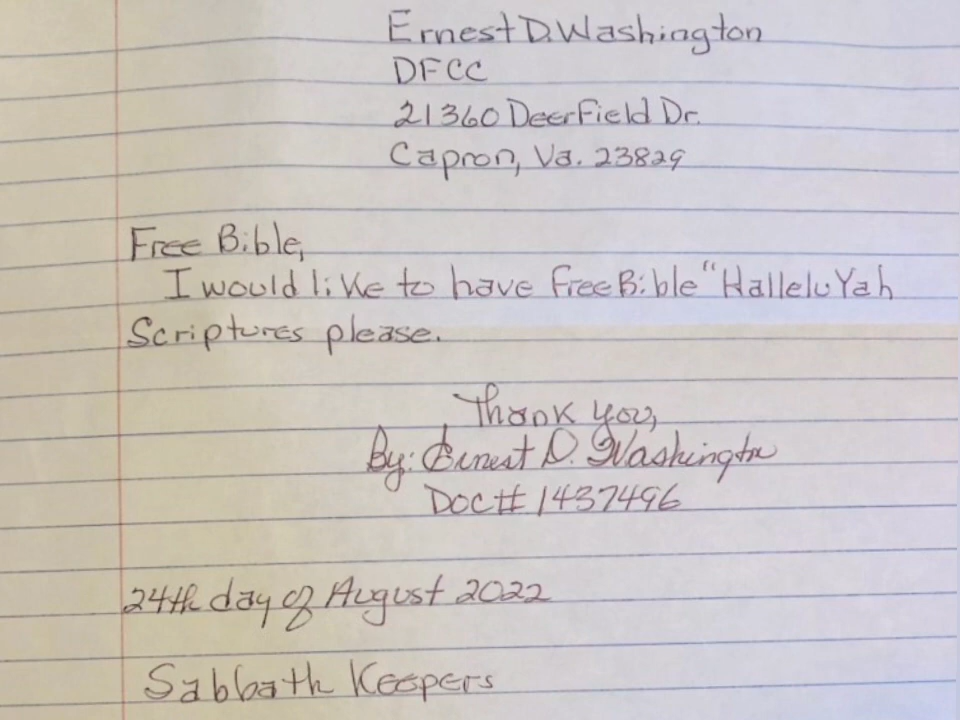 Ernest D. Washington
DFCC
21360 Deerfield Dr.
Capron, Va. 23829
Free Bible,
I would like to have free Bible "HalleluYah
Scriptures please.
Thank you,
By: Ernest D. Washington
DOC# 1437496
24th day of August 2022
Sabbath Keepers